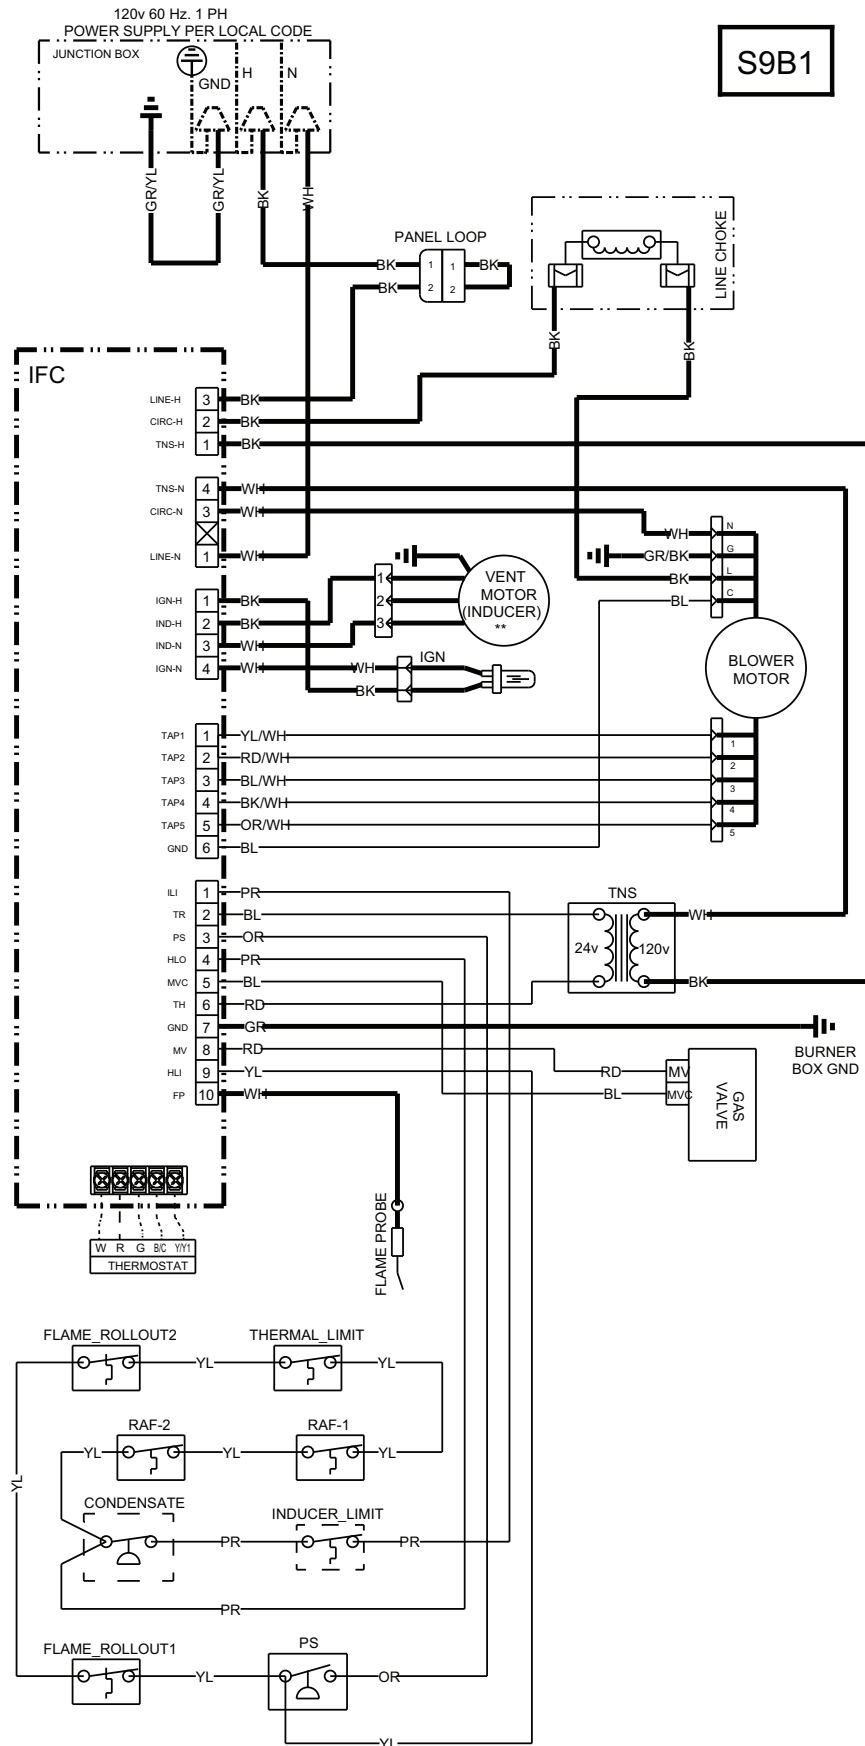 120v 60 Hz. 1 PH
POWER SUPPLY PER LOCAL CODE
JUNCTION BOX
GND
H
N
S9B1
GR/YL
GR/YL
BK
WH
PANEL LOOP
BK 1 1 BK
BK 2 2
LINE CHOKE
BK
BK
IFC
LINE-H 3 BK
CIRC-H 2 BK
TNS-H 1 BK
TNS-N 4 WH
CIRC-N 3 WH
LINE-N 1 WH
WH N
GR/BK G
BK L
BL C
IGN-H 1 BK
IND-H 2 BK
IND-N 3 WH
IGN-N 4 WH
1
2
3
VENT
MOTOR
(INDUCER)
**
WH
BK
IGN
BLOWER
MOTOR
TAP1 1 YL/WH
TAP2 2 RD/WH
TAP3 3 BL/WH
TAP4 4 BK/WH
TAP5 5 OR/WH
GND 6 BL
1
2
3
4
5
ILI 1 PR
TR 2 BL
PS 3 OR
HLO 4 PR
MVC 5 BL
TH 6 RD
GND 7 GR
MV 8 RD
HLI 9 YL
FP 10 WH
TNS
24v
120v
WH
BK
BURNER
BOX GND
RD MV
BL MVC
GAS
VALVE
FLAME PROBE
W R G B/C Y/Y1
THERMOSTAT
FLAME_ROLLOUT2
THERMAL_LIMIT
YL
YL
RAF-2
RAF-1
YL
YL
YL
YL
CONDENSATE
INDUCER_LIMIT
PR
PR
PR
FLAME_ROLLOUT1
PS
YL
OR
YL